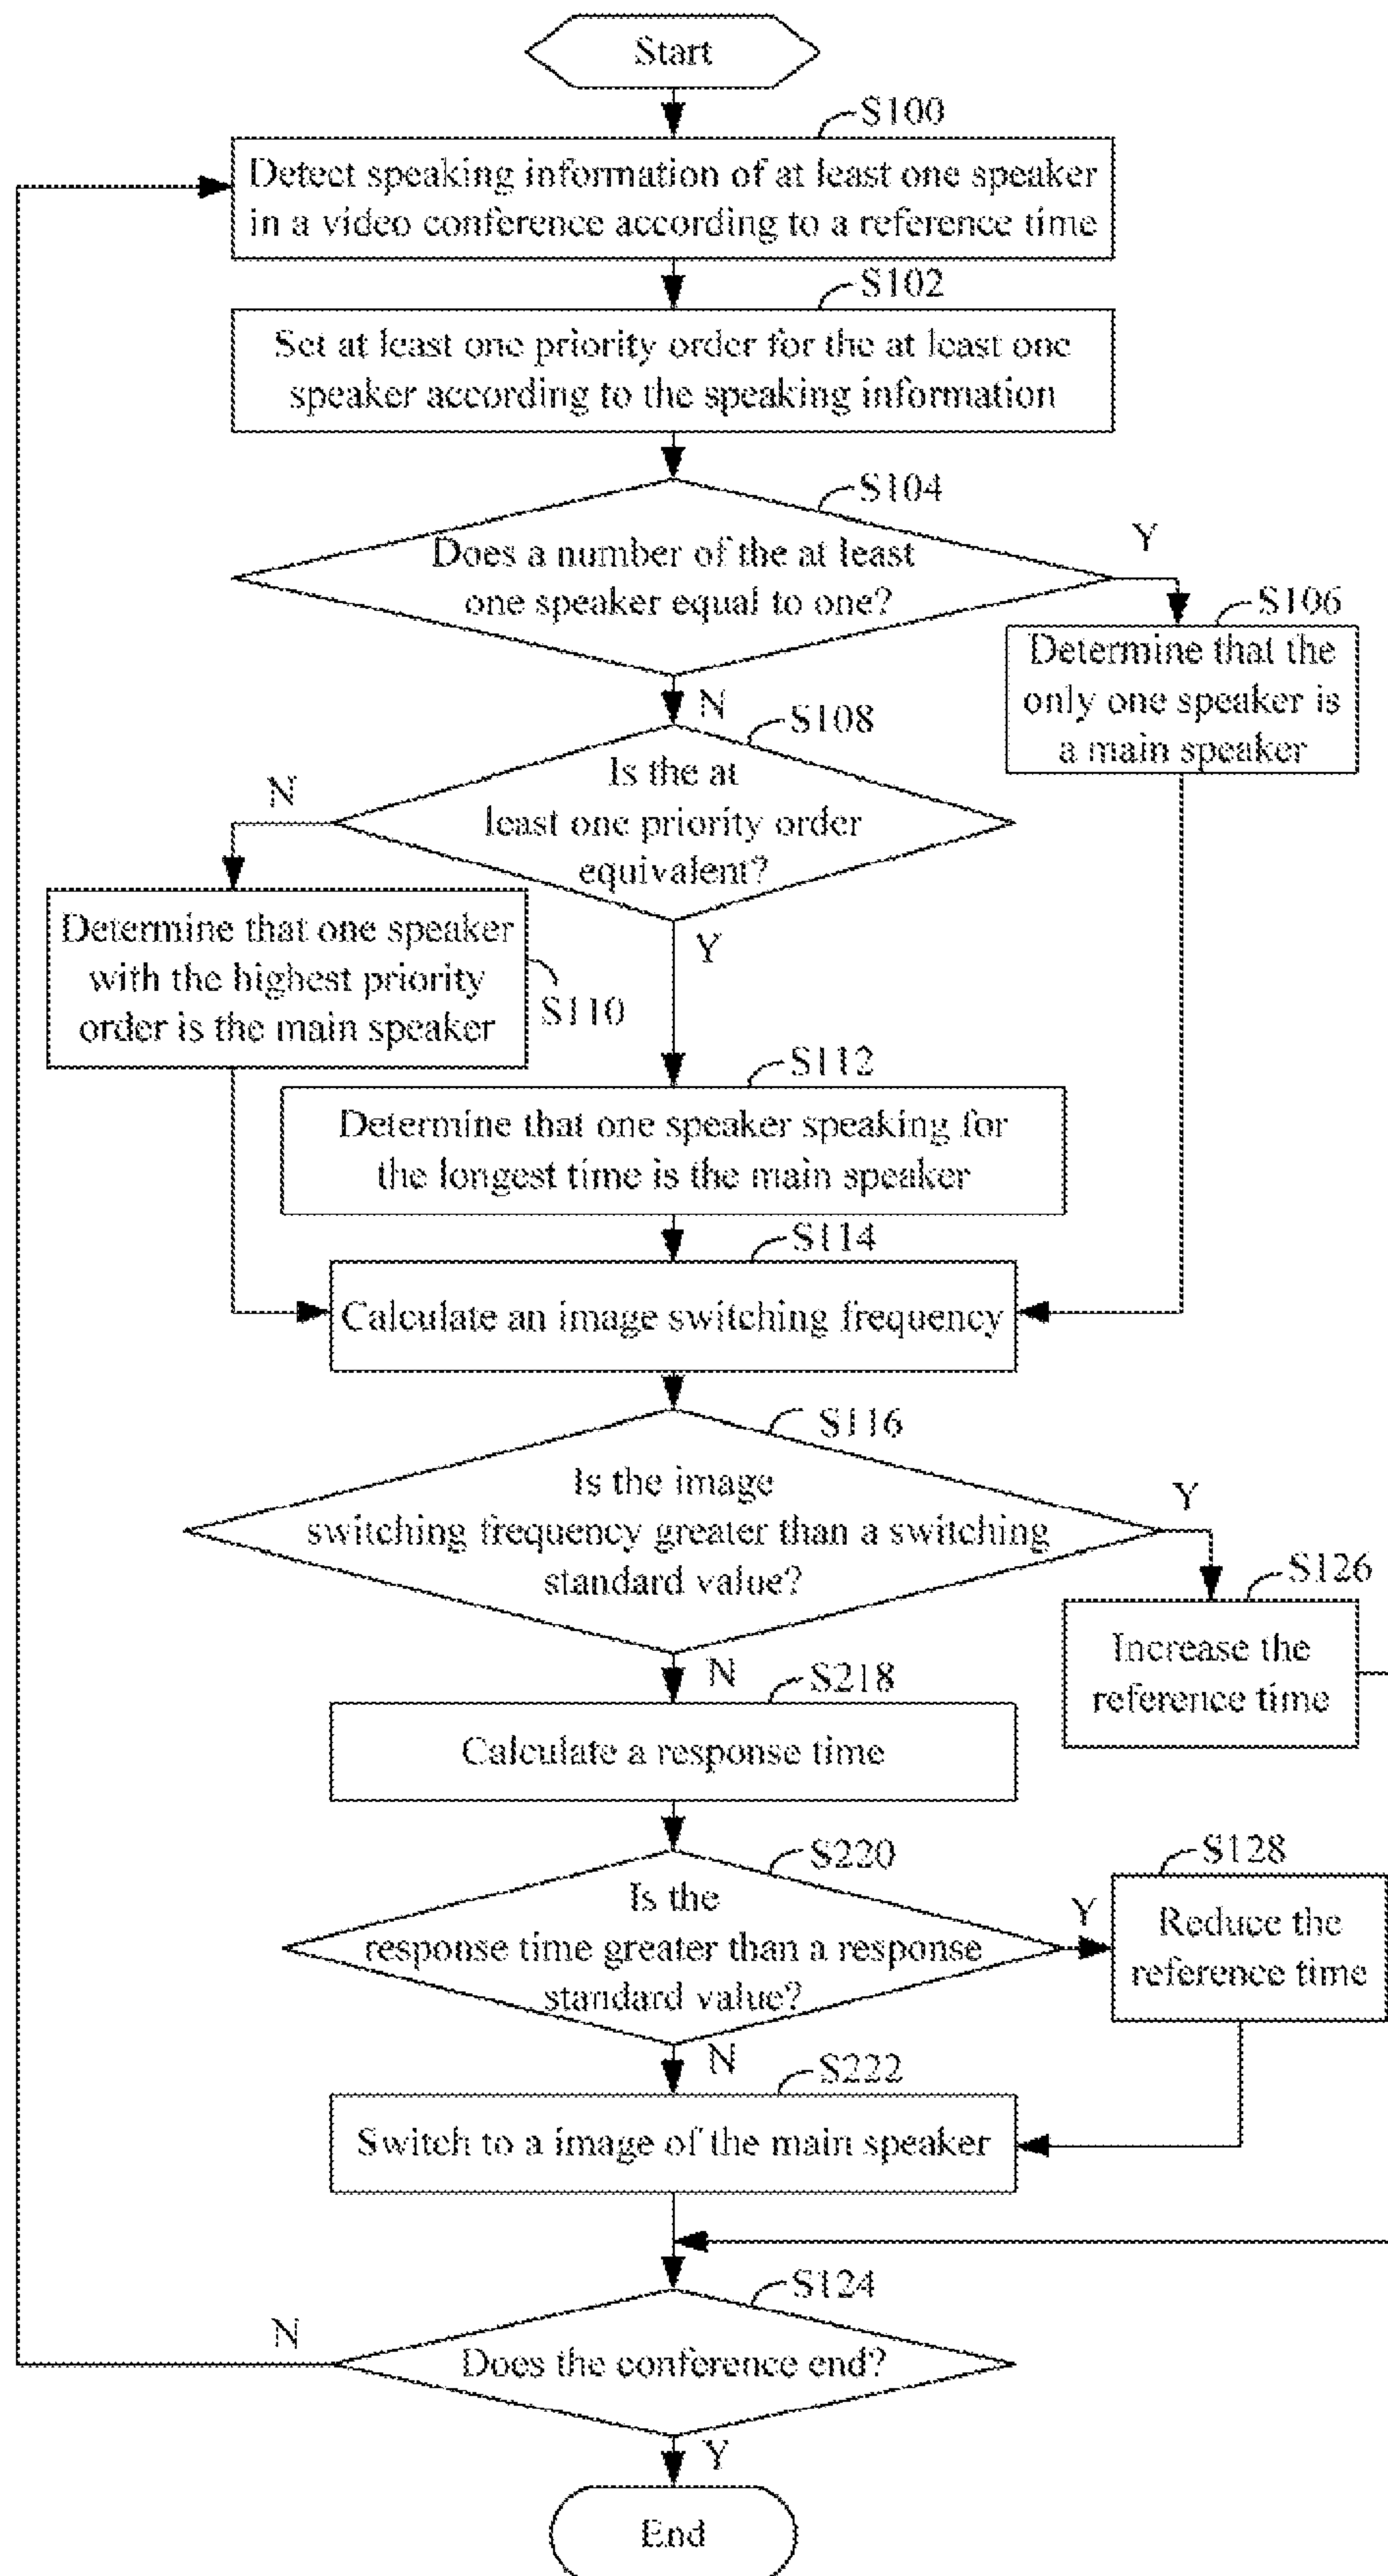 Start
S100
Detect speaking information of at least one speaker
in a video conference according to a reference time
S102
Set at least one priority order for the at least one
speaker according to the speaking information
S104
Does a number of the at least
one speaker equal to one?
Y
S106
Determine that the
only one speaker is
a main speaker
N
S108
Is the at
least one priority order
equivalent?
N
Determine that one speaker
with the highest priority
order is the main speaker
S110
Y
S112
Determine that one speaker speaking for
the longest time is the main speaker
S114
Calculate an image switching frequency
S116
Is the image
switching frequency greater than a switching
standard value?
Y
S126
Increase the
reference time
N
S218
Calculate a response time
S220
Is the
response time greater than a response
standard value?
Y
S128
Reduce the
reference time
N
S222
Switch to a image of the main speaker
S124
Does the conference end?
N
Y
End